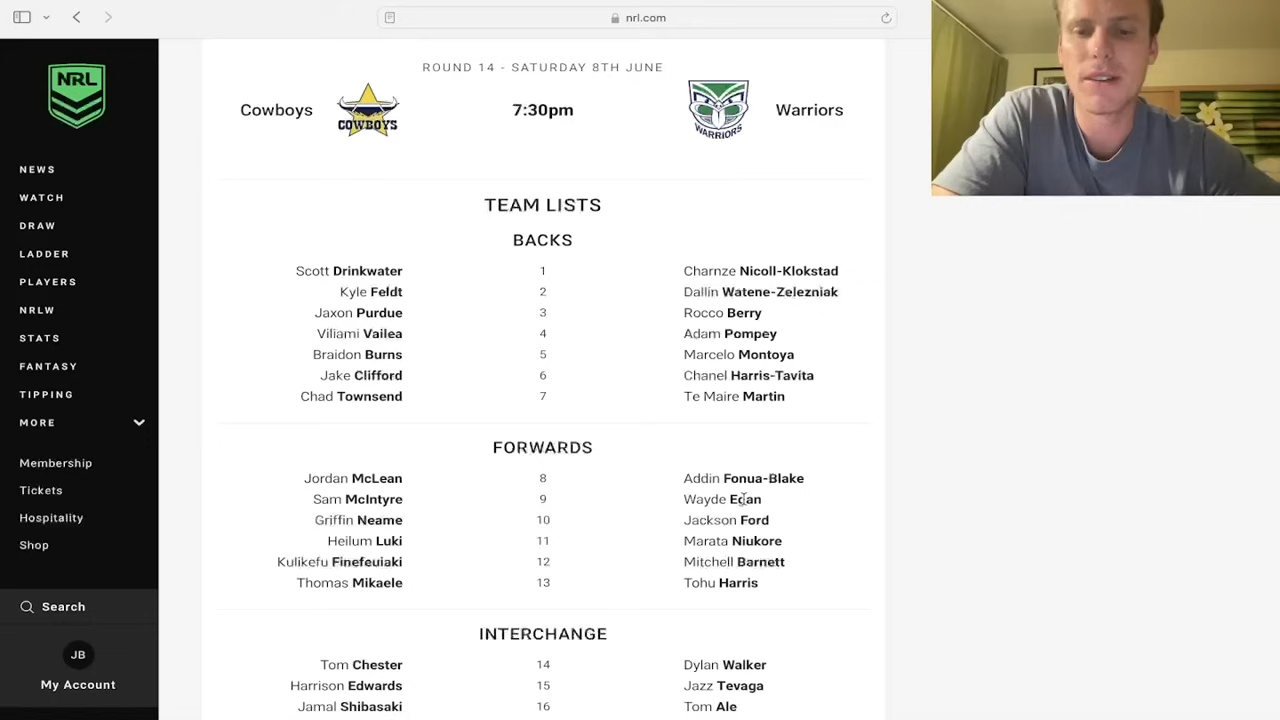 nrl.com
NRL
NEWS
WATCH
DRAW
LADDER
PLAYERS
NRLW
STATS
FANTASY
TIPPING
MORE
Membership
Tickets
Hospitality
Shop
Search
JB
My Account
ROUND 14 - SATURDAY 8TH JUNE
Cowboys COWBOYS 7:30pm WARRIORS Warriors
TEAM LISTS
BACKS
Scott Drinkwater 1 Charnze Nicoll-Klokstad
Kyle Feldt 2 Dallin Watene-Zelezniak
Jaxon Purdue 3 Rocco Berry
Viliami Vailea 4 Adam Pompey
Braidon Burns 5 Marcelo Montoya
Jake Clifford 6 Chanel Harris-Tavita
Chad Townsend 7 Te Maire Martin
FORWARDS
Jordan McLean 8 Addin Fonua-Blake
Sam McIntyre 9 Wayde Egan
Griffin Neame 10 Jackson Ford
Heilum Luki 11 Marata Niukore
Kulikefu Finefeuiaki 12 Mitchell Barnett
Thomas Mikaele 13 Tohu Harris
INTERCHANGE
Tom Chester 14 Dylan Walker
Harrison Edwards 15 Jazz Tevaga
Jamal Shibasaki 16 Tom Ale